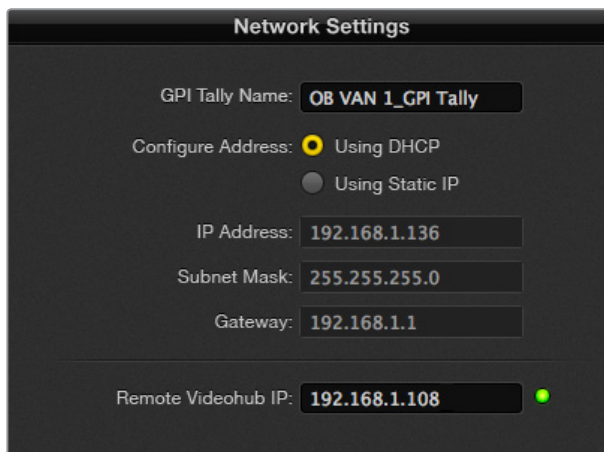 Network Settings
GPI Tally Name: OB VAN 1_GPI Tally
Configure Address: Using DHCP
Using Static IP
IP Address: 192.168.1.136
Subnet Mask: 255.255.255.0
Gateway: 192.168.1.1
Remote Videohub IP: 192.168.1.108